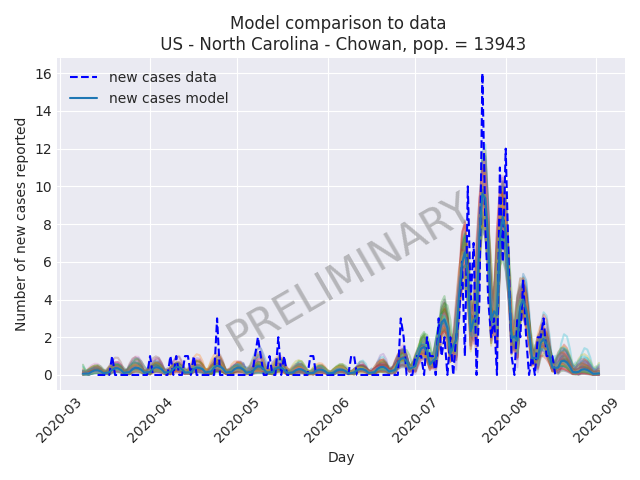 Model comparison to data
US - North Carolina - Chowan, pop. = 13943
new cases data
new cases model
PRELIMINARY
Number of new cases reported
16
14
12
10
8
6
4
2
0
2020-03
2020-04
2020-05
2020-06
2020-07
2020-08
2020-09
Day